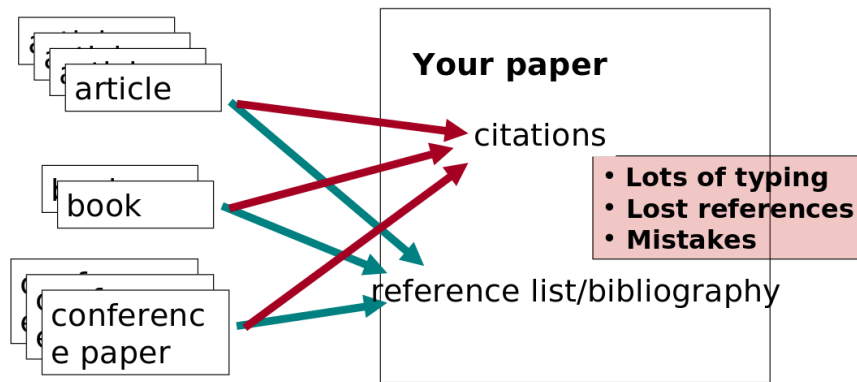 article
Your paper
citations
book
• Lots of typing
• Lost references
• Mistakes
reference list/bibliography
conferenc
e paper